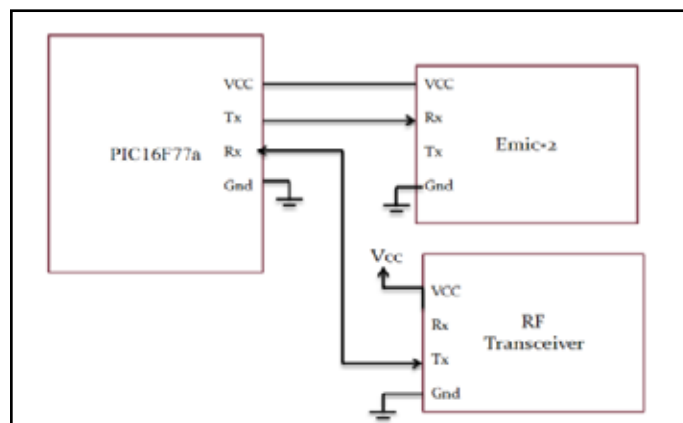 PIC16F77a
VCC
Tx
Rx
Gnd
VCC
Rx
Tx
Gnd
Emic-2
Vcc
VCC
Rx
Tx
Gnd
RF
Transceiver